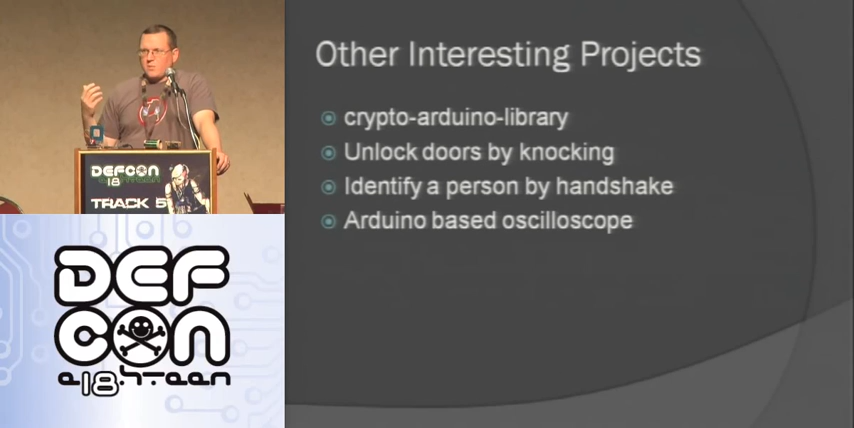 DEFCON
18
TRACK 5
DEF
CON
e18hteen
Other Interesting Projects
crypto-arduino-library
Unlock doors by knocking
Identify a person by handshake
Arduino based oscilloscope